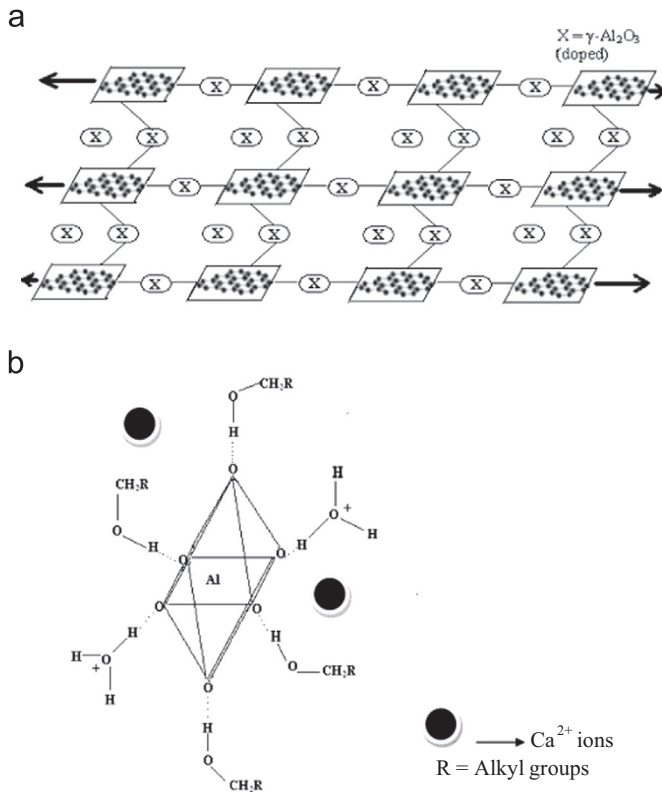 a
X = γ-Al₂O₃
(doped)
X X X
X X X X X X X X
X X X
X X X X X X X X
X X X
b
O CH₂R
H
O
CH₂R
H
O H
O
+
H H
O O
Al
O O
H
H O
+
H
H
O CH₂R
O
H
O
CH₂R
Ca²⁺ ions
R = Alkyl groups